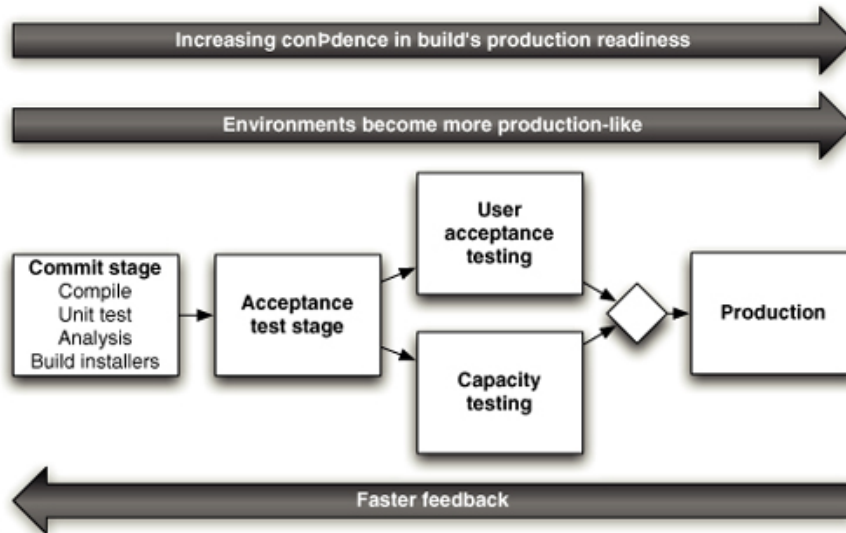 Increasing conÞdence in build's production readiness
Environments become more production-like
User
acceptance
testing
Commit stage
Compile
Unit test
Analysis
Build installers
Acceptance
test stage
Capacity
testing
Production
Faster feedback